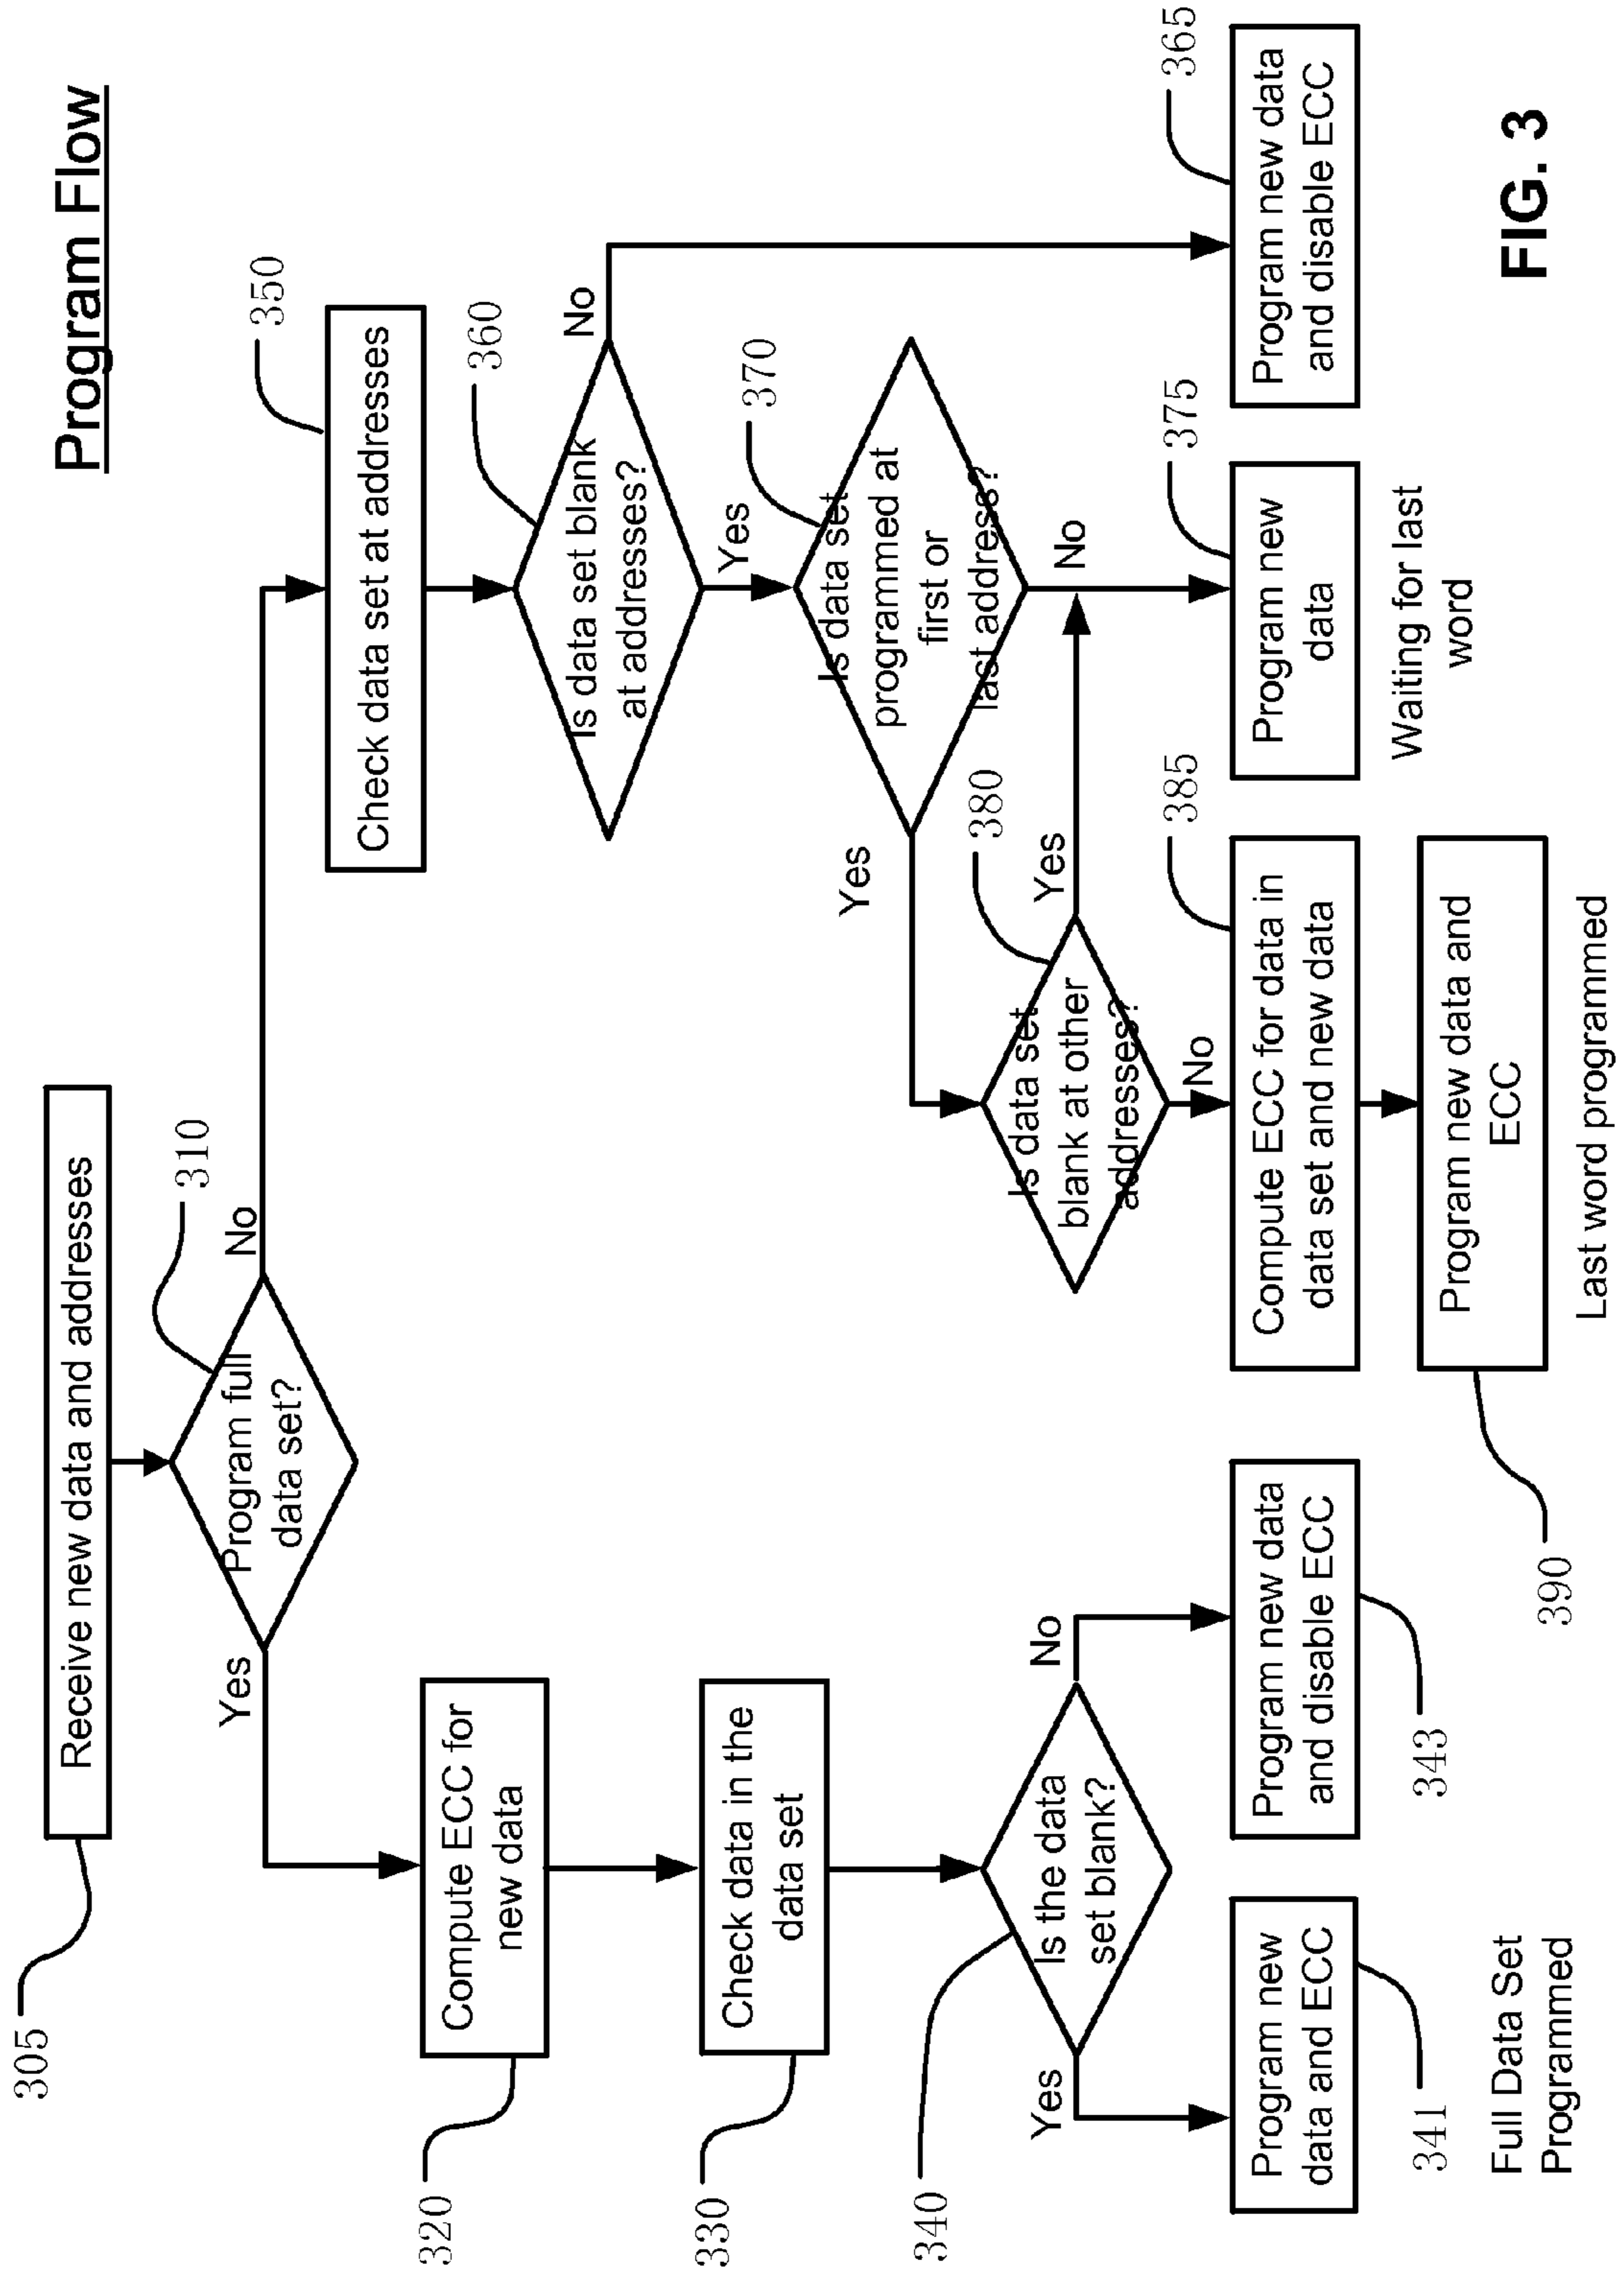 Program Flow
305
Receive new data and addresses
310
Program full
data set?
Yes
No
320
Compute ECC for
new data
330
Check data in the
data set
340
Is the data
set blank?
Yes
No
Program new
data and ECC
341
Full Data Set
Programmed
Program new data
and disable ECC
343
350
Check data set at addresses
360
Is data set blank
at addresses?
No
Yes
370
Is data set
programmed at
first or
last address?
Yes
No
380
Is data set
blank at other
addresses?
Yes
No
385
Compute ECC for data in
data set and new data
Program new data and
ECC
390
Last word programmed
375
Program new
data
Waiting for last
word
365
Program new data
and disable ECC
FIG. 3